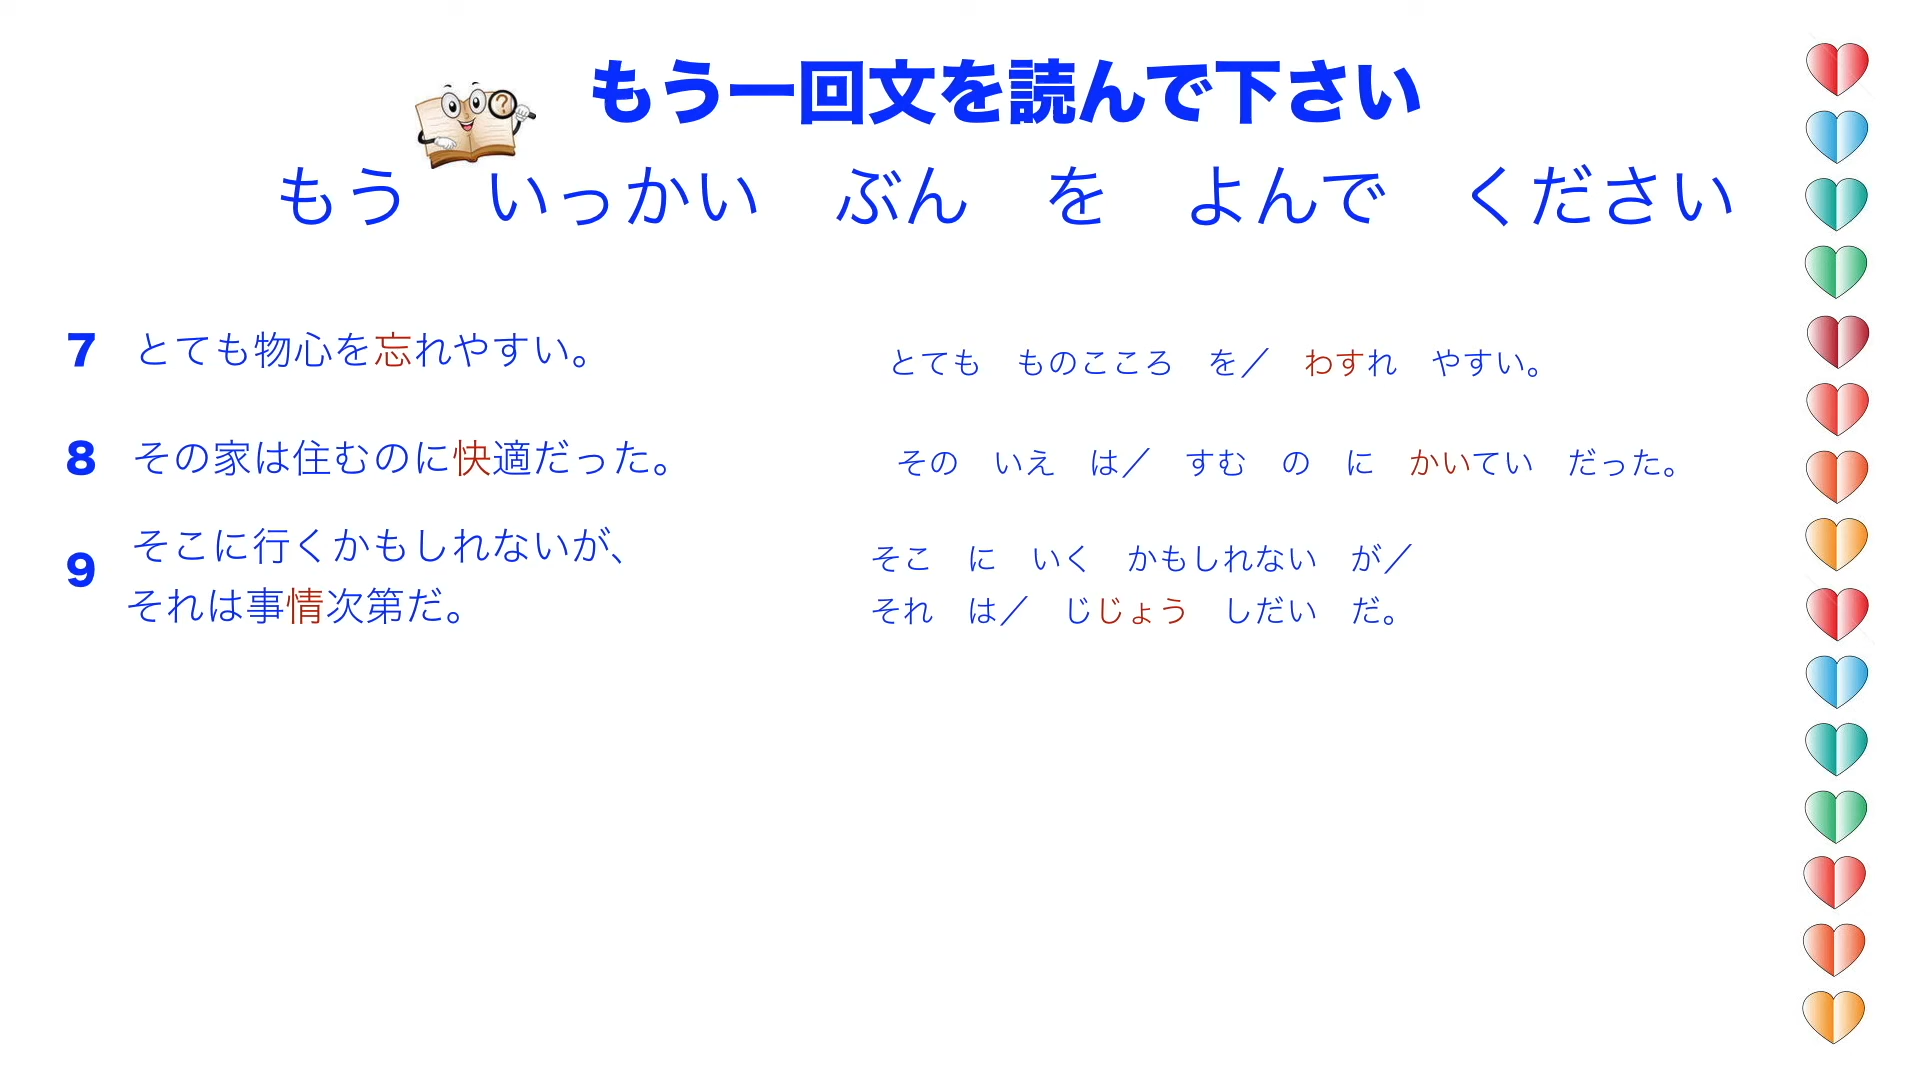 もう一回文を読んで下さい
もう　いっかい　ぶん　を　よんで　ください
7 とても物心を忘れやすい。
とても　ものこころ　を／　わすれ　やすい。
8 その家は住むのに快適だった。
その　いえ　は／　すむ　の　に　かいてい　だった。
9 そこに行くかもしれないが、
それは事情次第だ。
そこ　に　いく　かもしれない　が／
それ　は／　じじょう　しだい　だ。